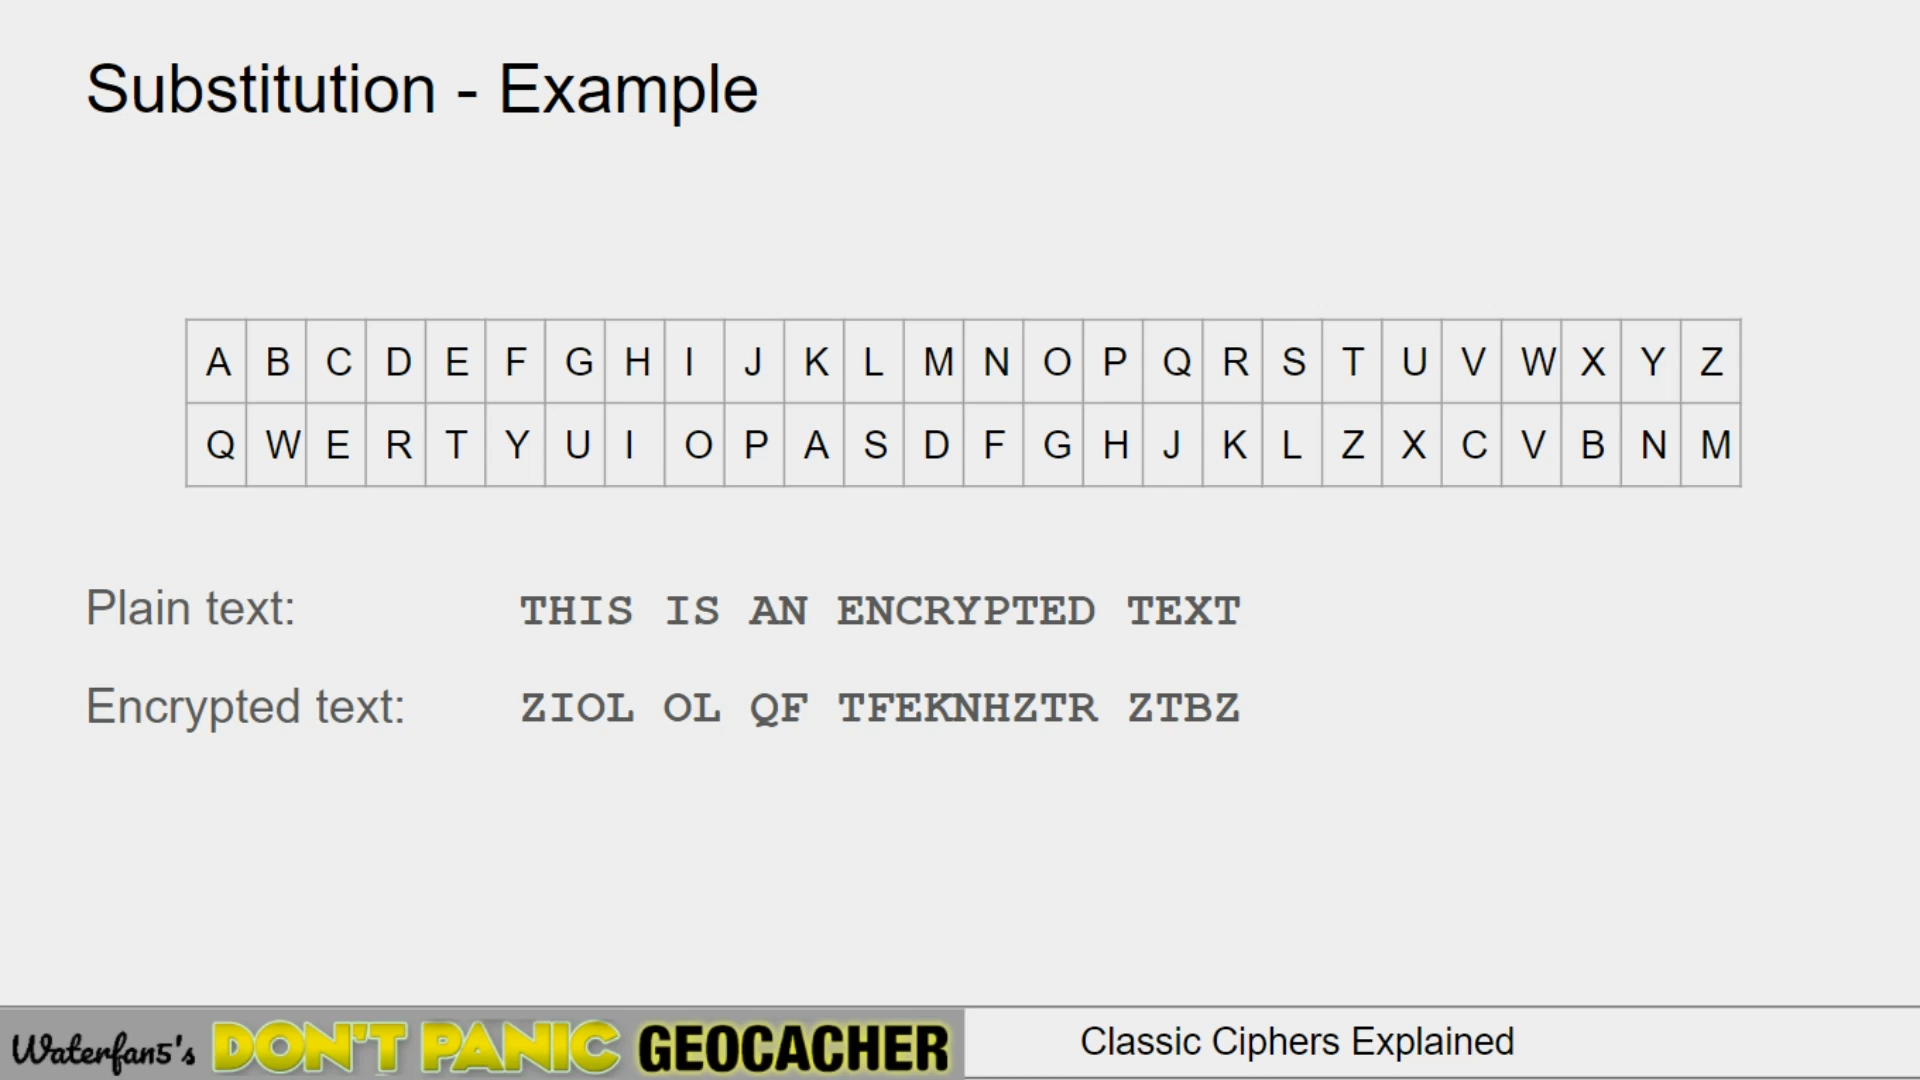 Substitution - Example
A B C D E F G H I J K L M N O P Q R S T U V W X Y Z
Q W E R T Y U I O P A S D F G H J K L Z X C V B N M
Plain text: THIS IS AN ENCRYPTED TEXT
Encrypted text: ZIOL OL QF TFEKNHZTR ZTBZ
Waterfan5's DON'T PANIC GEOCACHER Classic Ciphers Explained